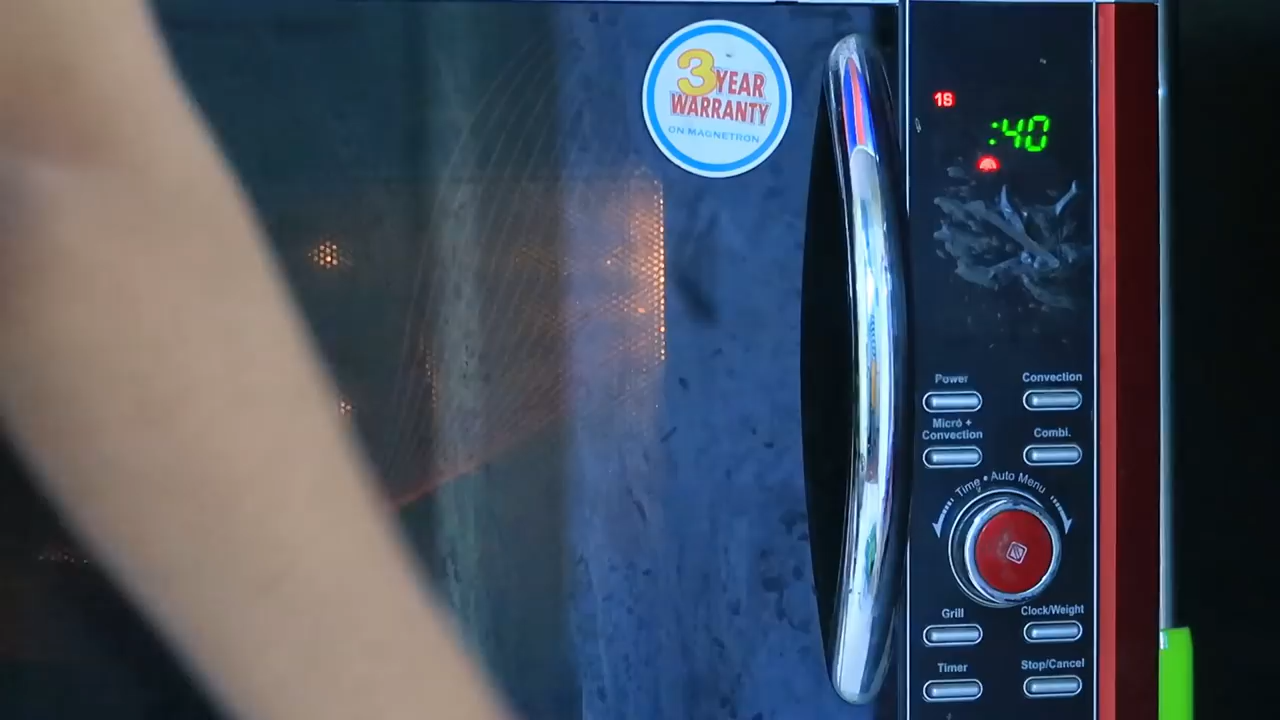 3 YEAR
WARRANTY
ON MAGNETRON
:40
Power
Convection
Micro +
Convection
Combi.
Time • Auto Menu
Grill
Clock/Weight
Timer
Stop/Cancel